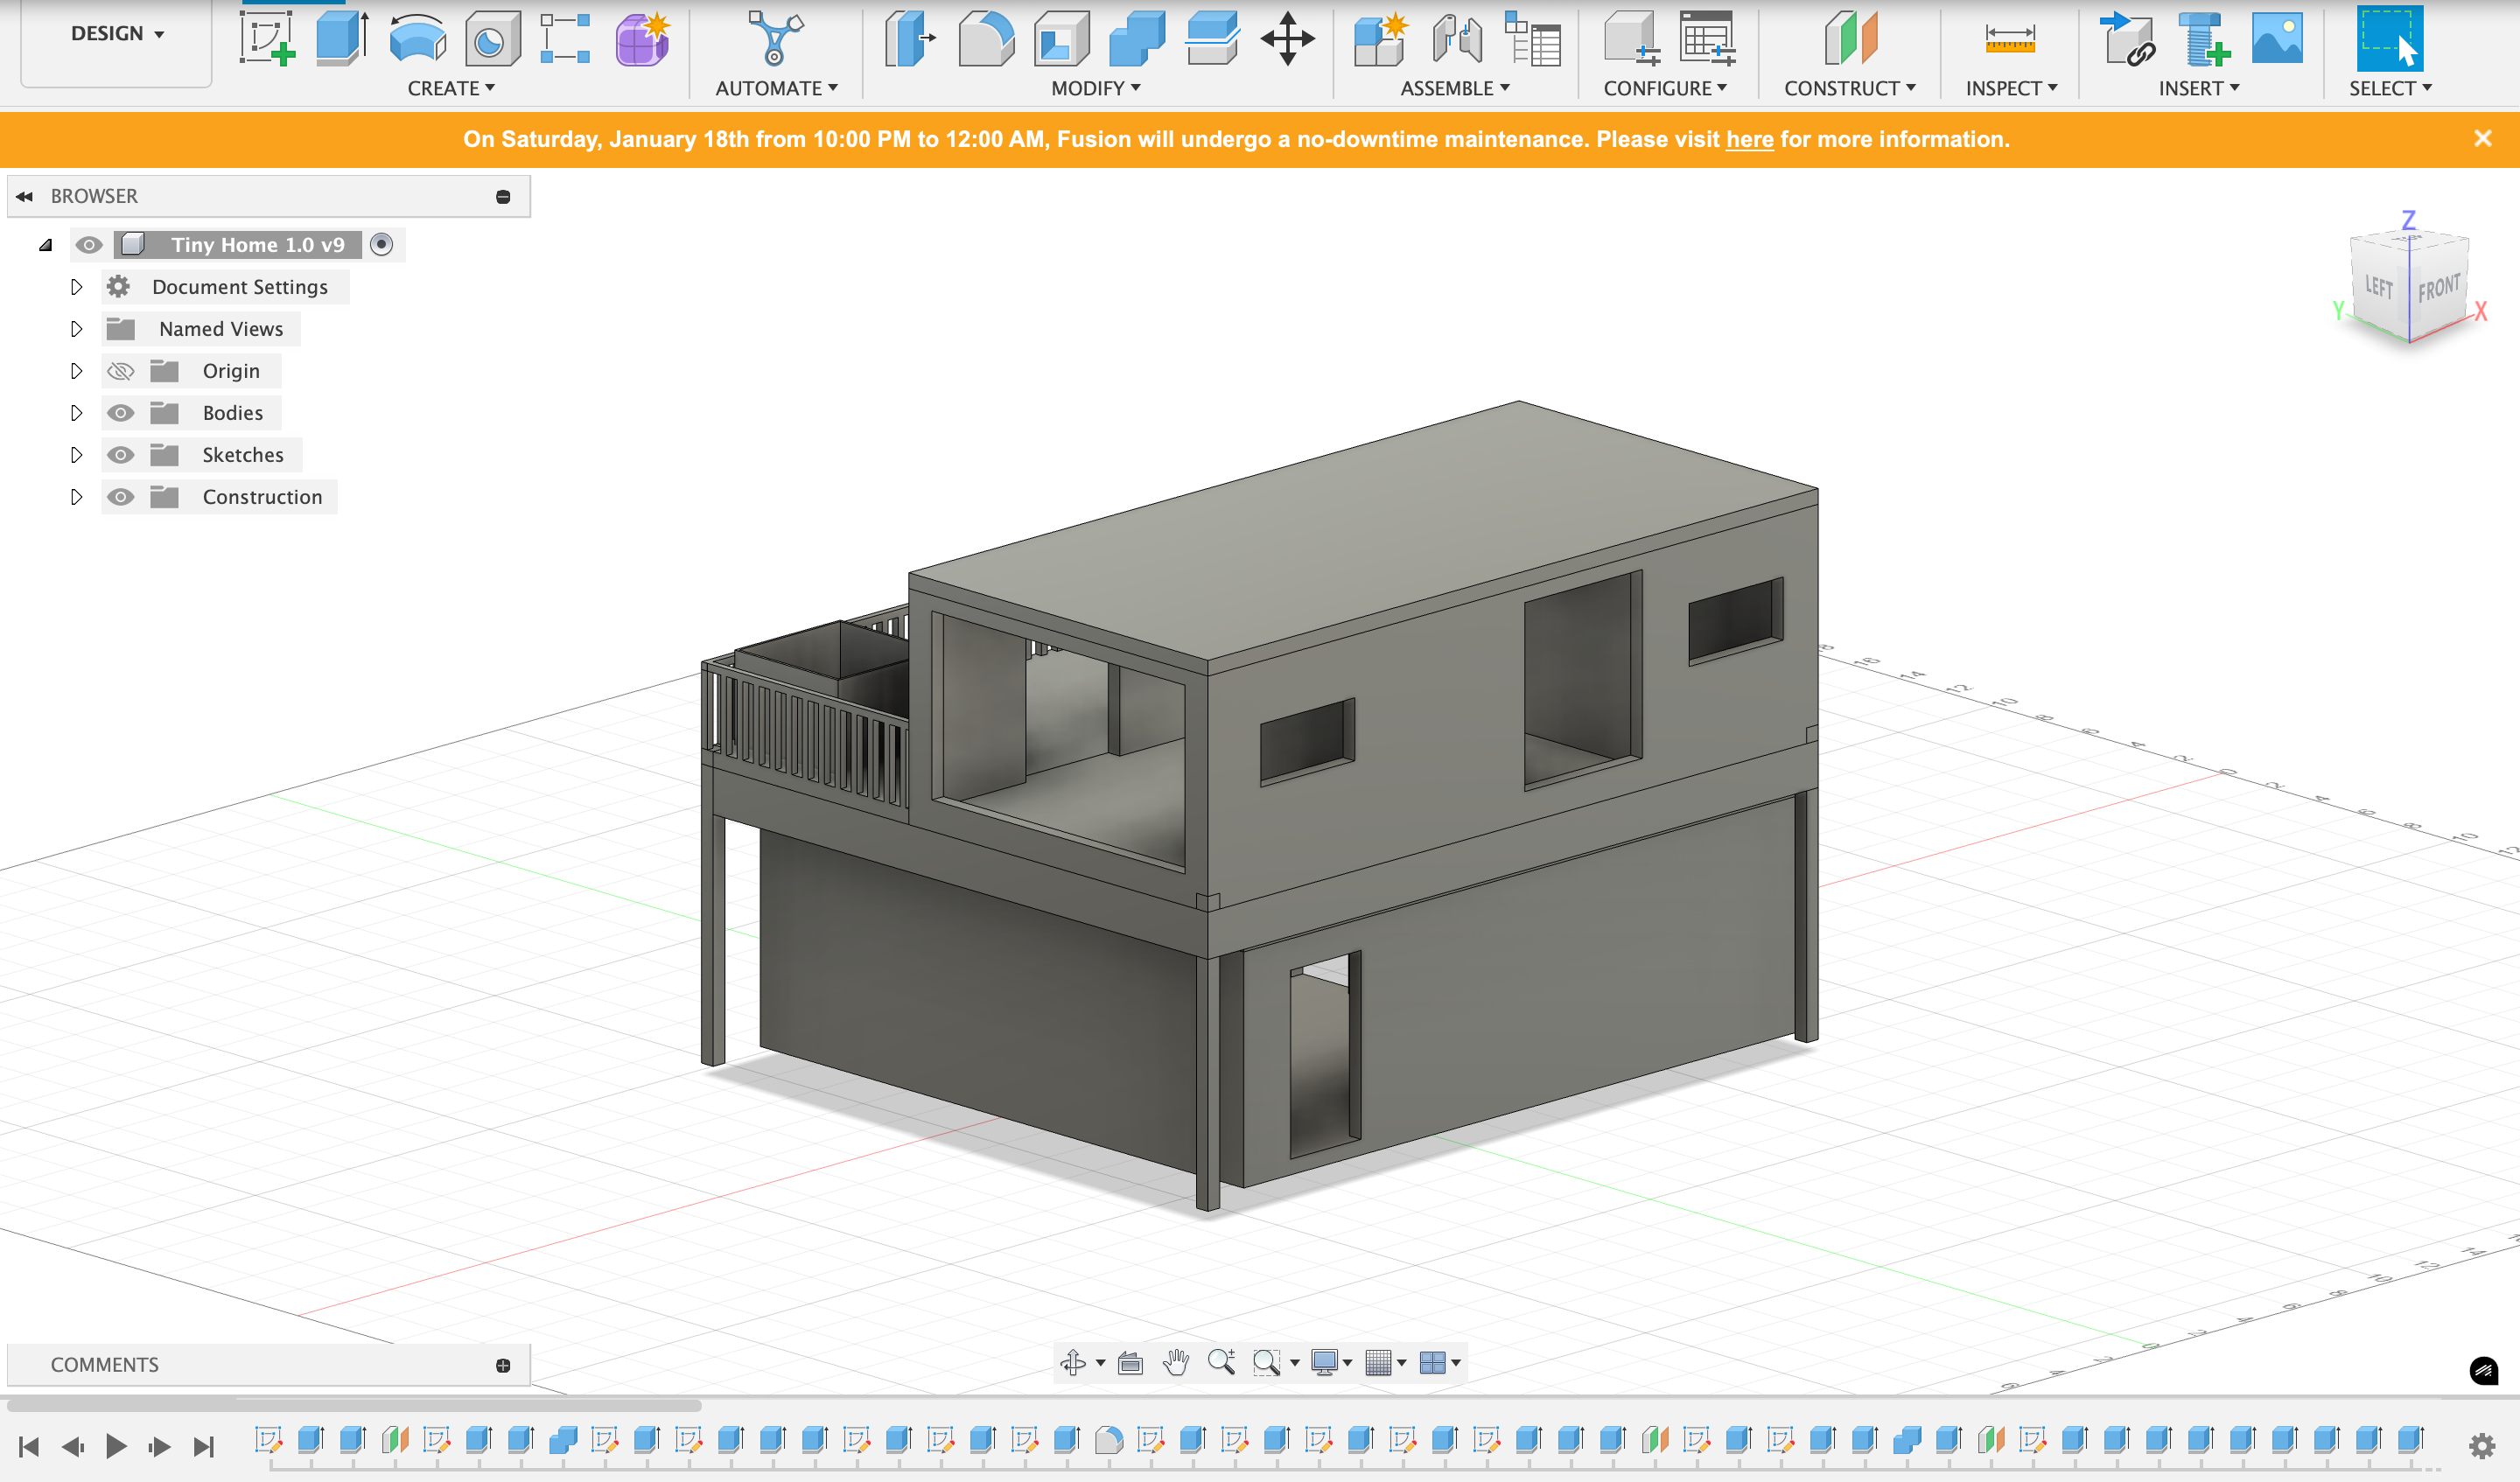 DESIGN
CREATE
AUTOMATE
MODIFY
ASSEMBLE
CONFIGURE
CONSTRUCT
INSPECT
INSERT
SELECT
On Saturday, January 18th from 10:00 PM to 12:00 AM, Fusion will undergo a no-downtime maintenance. Please visit here for more information.
BROWSER
Tiny Home 1.0 v9
Document Settings
Named Views
Origin
Bodies
Sketches
Construction
Z
LEFT
FRONT
Y
X
COMMENTS